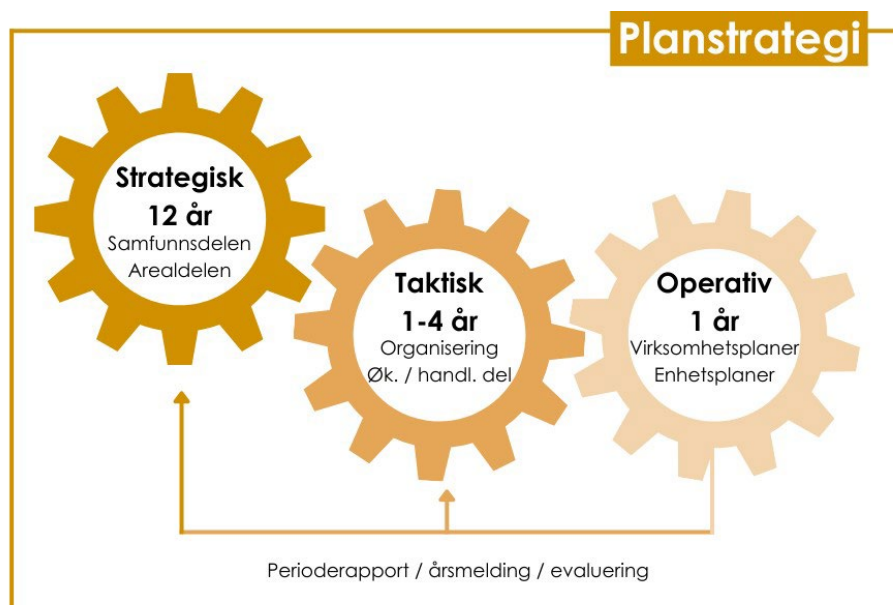 Planstrategi
Strategisk
12 år
Samfunnsdelen
Arealdelen
Taktisk
1-4 år
Organisering
Øk. / handl. del
Operativ
1 år
Virksomhetsplaner
Enhetsplaner
Perioderapport / årsmelding / evaluering